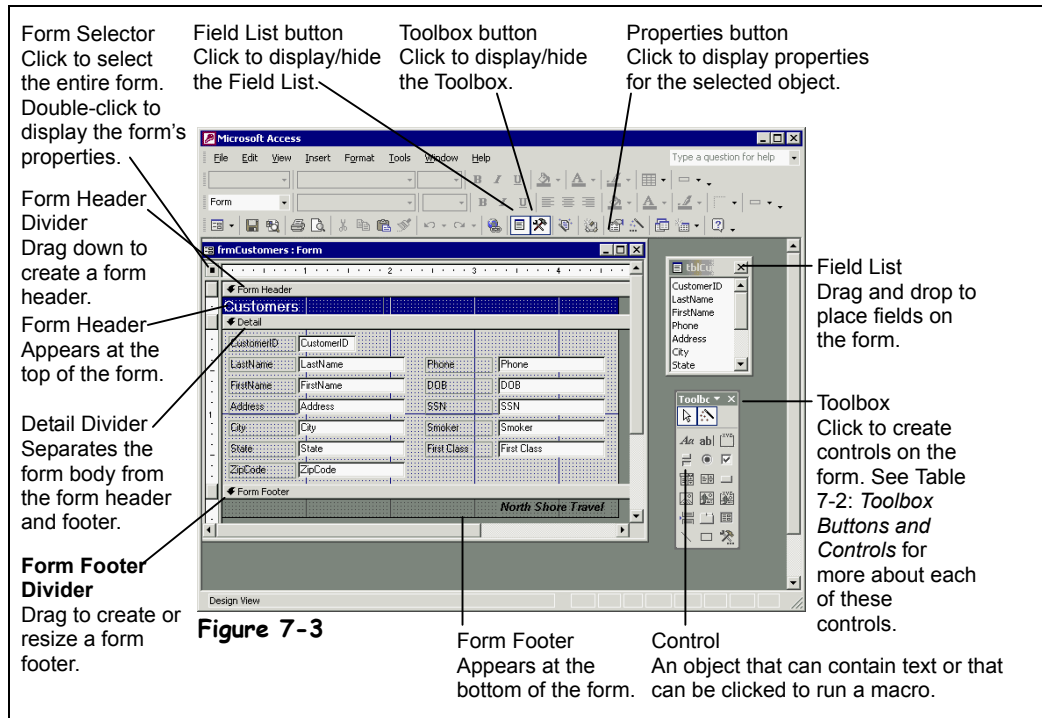 Form Selector
Click to select
the entire form.
Double-click to
display the form's
properties.
Field List button
Click to display/hide
the Field List.
Toolbox button
Click to display/hide
the Toolbox.
Properties button
Click to display properties
for the selected object.
Form Header
Divider
Drag down to
create a form
header.
Form Header
Appears at the
top of the form.
Detail Divider
Separates the
form body from
the form header
and footer.
Form Footer
Divider
Drag to create or
resize a form
footer.
Microsoft Access
File Edit View Insert Format Tools Window Help
Type a question for help
B I U
Form
B I U
frmCustomers : Form
1 2 3 4
Form Header
Customers
Detail
CustomerID CustomerID
LastName LastName Phone Phone
FirstName FirstName DOB DOB
1
Address Address SSN SSN
City City Smoker Smoker
State State First Class First Class
ZipCode ZipCode
Form Footer
North Shore Travel
Design View
tblCu
CustomerID
LastName
FirstName
Phone
Address
City
State
Toolbc
Aa ab
Field List
Drag and drop to
place fields on
the form.
Toolbox
Click to create
controls on the
form. See Table
7-2: Toolbox
Buttons and
Controls for
more about each
of these
controls.
Figure 7-3
Form Footer
Appears at the
bottom of the form.
Control
An object that can contain text or that
can be clicked to run a macro.